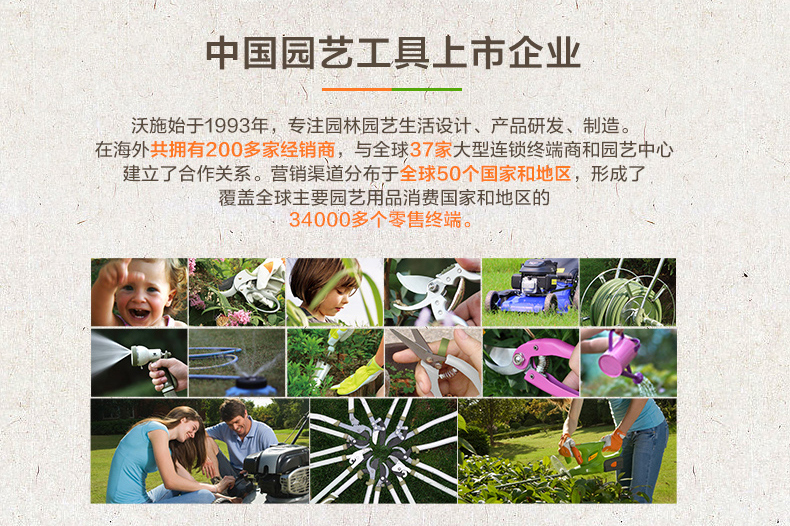 中国园艺工具上市企业
沃施始于1993年，专注园林园艺生活设计、产品研发、制造。
在海外共拥有200多家经销商，与全球37家大型连锁终端商和园艺中心
建立了合作关系。营销渠道分布于全球50个国家和地区，形成了
覆盖全球主要园艺用品消费国家和地区的
34000多个零售终端。